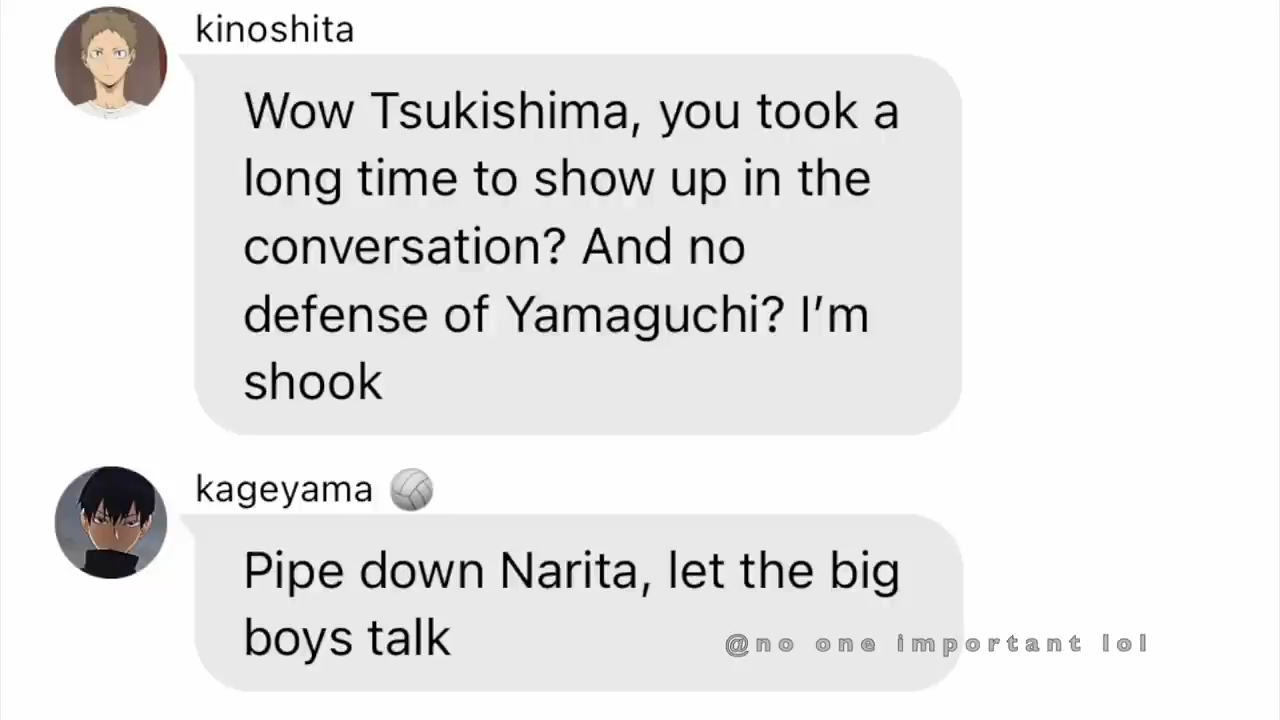 kinoshita
Wow Tsukishima, you took a
long time to show up in the
conversation? And no
defense of Yamaguchi? I’m
shook
kageyama 🏐
Pipe down Narita, let the big
boys talk
@no one important lol